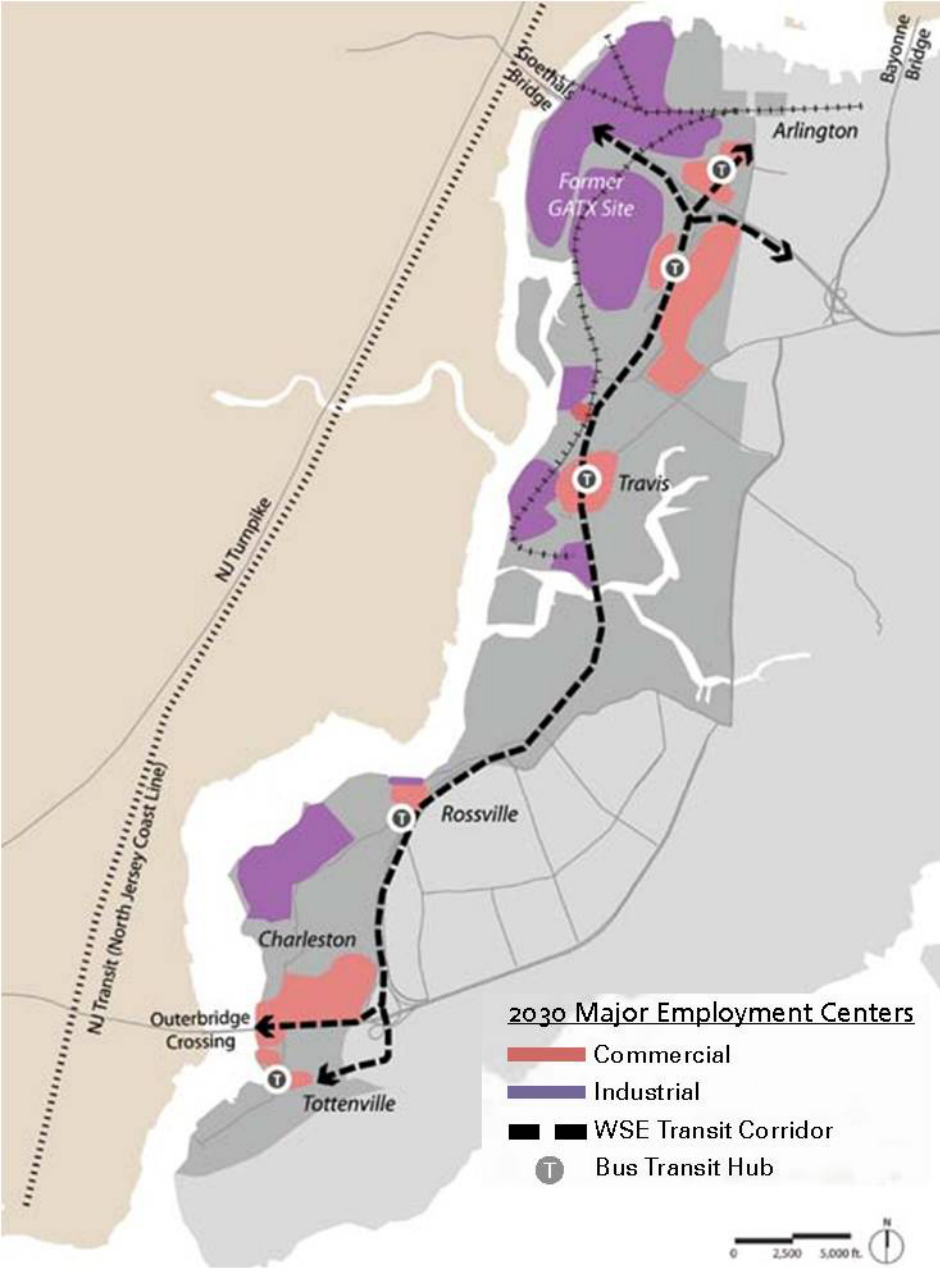 Goethals
Bridge
Bayonne
Bridge
Arlington
T
Former
GATX Site
T
T
Travis
NJ Turnpike
T
Rossville
Charleston
NJ Transit (North Jersey Coast Line)
Outerbridge
Crossing
T
Tottenville
2030 Major Employment Centers
Commercial
Industrial
WSE Transit Corridor
T Bus Transit Hub
N
0 2,500 5,000 ft.